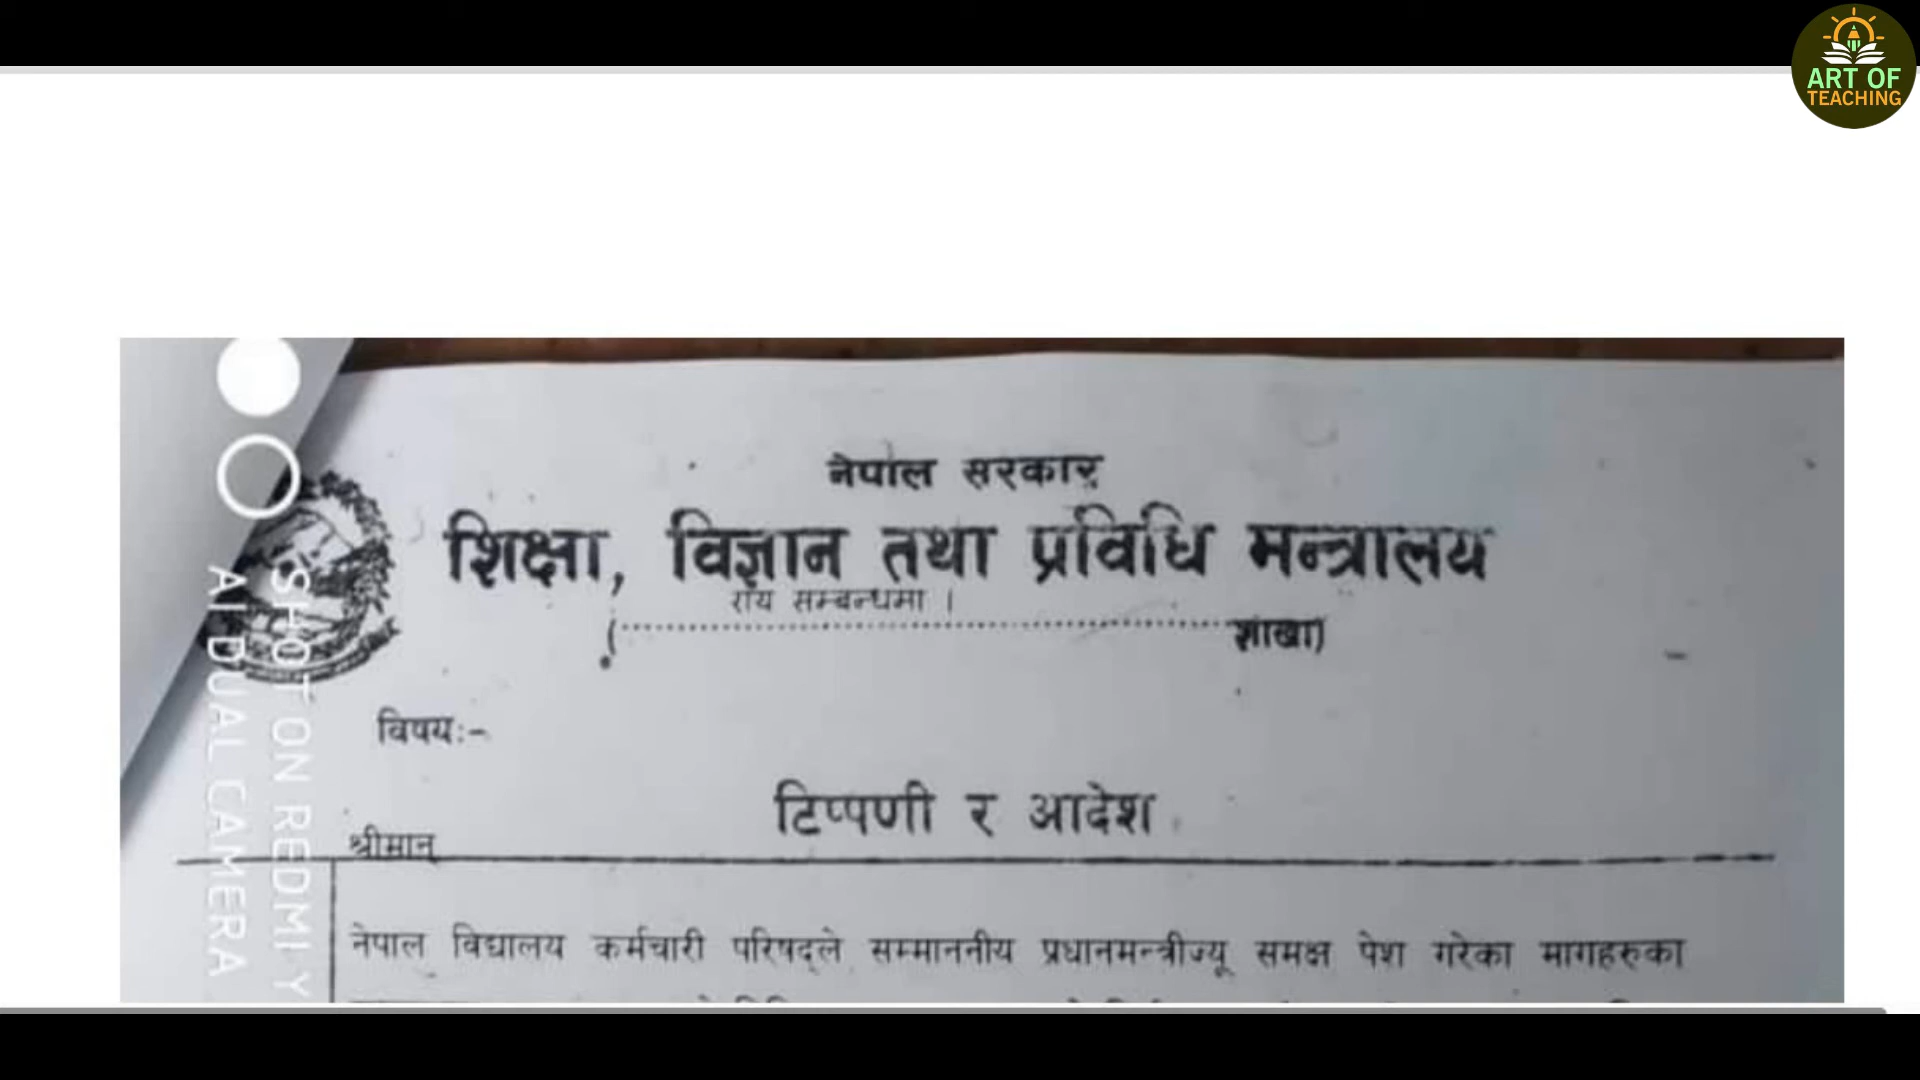 ART OF
TEACHING
नेपाल सरकार
शिक्षा, विज्ञान तथा प्रविधि मन्त्रालय
राय सम्बन्धमा ।
(........................................ शाखा)
विषयः-
टिप्पणी र आदेश
श्रीमान्
नेपाल विद्यालय कर्मचारी परिषद्ले सम्माननीय प्रधानमन्त्रीज्यू समक्ष पेश गरेका मागहरुका
SHOT ON REDMI Y
AI DUAL CAMERA